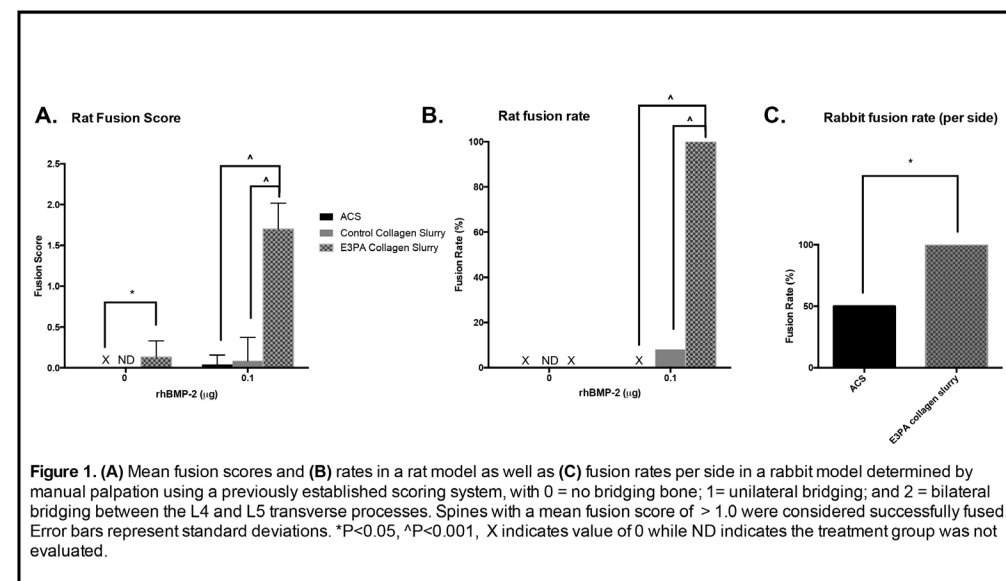 A. Rat Fusion Score
B. Rat fusion rate
C. Rabbit fusion rate (per side)
Fusion Score
2.5
2.0
1.5
1.0
0.5
0.0
*
^
^
X ND
0
0.1
rhBMP-2 (μg)
ACS
Control Collagen Slurry
E3PA Collagen Slurry
Fusion Rate (%)
100
80
60
40
20
0
^
^
X ND X
X
0
0.1
rhBMP-2 (μg)
Fusion Rate (%)
100
50
0
*
ACS
E3PA collagen slurry
Figure 1. (A) Mean fusion scores and (B) rates in a rat model as well as (C) fusion rates per side in a rabbit model determined by
manual palpation using a previously established scoring system, with 0 = no bridging bone; 1= unilateral bridging; and 2 = bilateral
bridging between the L4 and L5 transverse processes. Spines with a mean fusion score of > 1.0 were considered successfully fused.
Error bars represent standard deviations. *P<0.05, ^P<0.001, X indicates value of 0 while ND indicates the treatment group was not
evaluated.